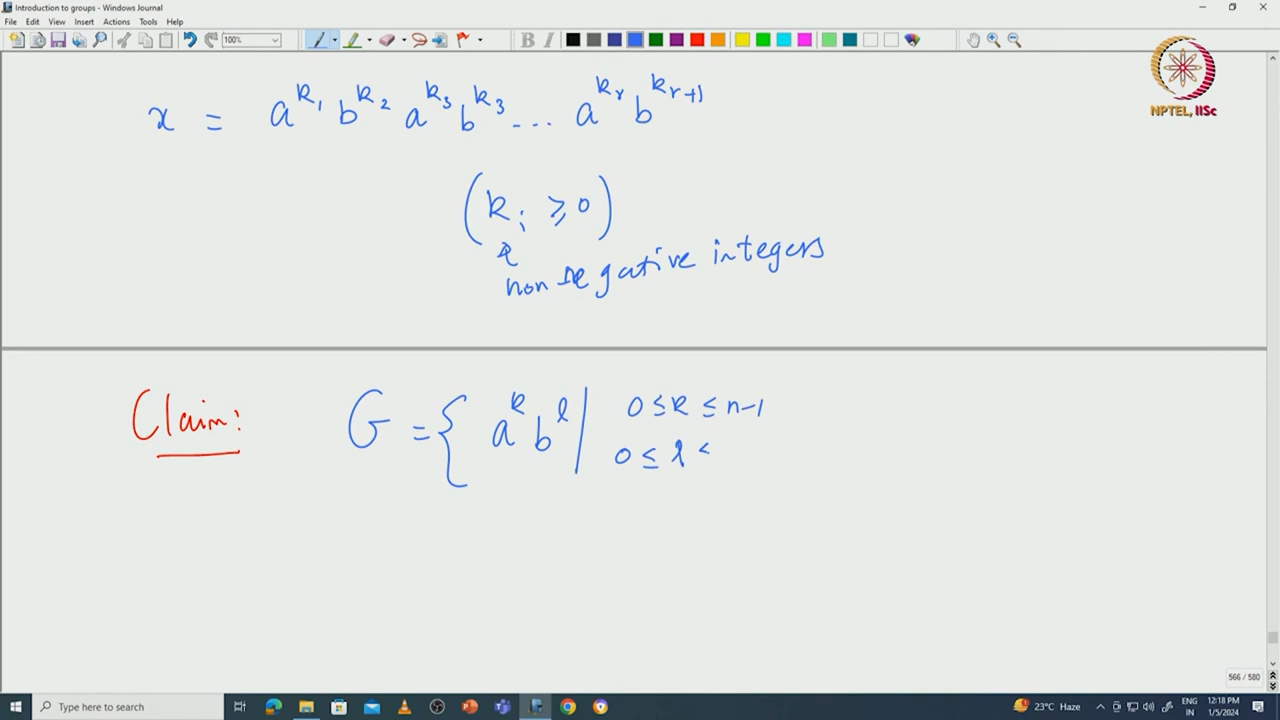 Introduction to groups - Windows Journal
File Edit View Insert Actions Tools Help
100%
B I
NPTEL, IISc
x = a^{k_1} b^{k_2} a^{k_3} b^{k_3} .... a^{k_r} b^{k_{r+1}}
(k_i ≥ 0)
non negative integers
Claim: G = { a^k b^l | 0 ≤ k ≤ n-1
0 ≤ l <
566 / 580
Type here to search
23°C Haze
ENG
IN
12:18 PM
1/5/2024